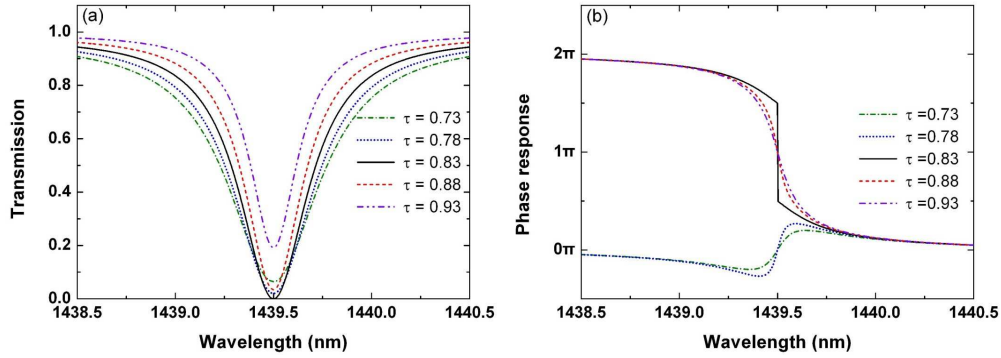 (a)
Transmission
1.0
0.8
0.6
0.4
0.2
0.0
τ = 0.73
τ = 0.78
τ = 0.83
τ = 0.88
τ = 0.93
1438.5 1439.0 1439.5 1440.0 1440.5
Wavelength (nm)
(b)
Phase response
2π
1π
0π
τ =0.73
τ =0.78
τ =0.83
τ =0.88
τ =0.93
1438.5 1439.0 1439.5 1440.0 1440.5
Wavelength (nm)